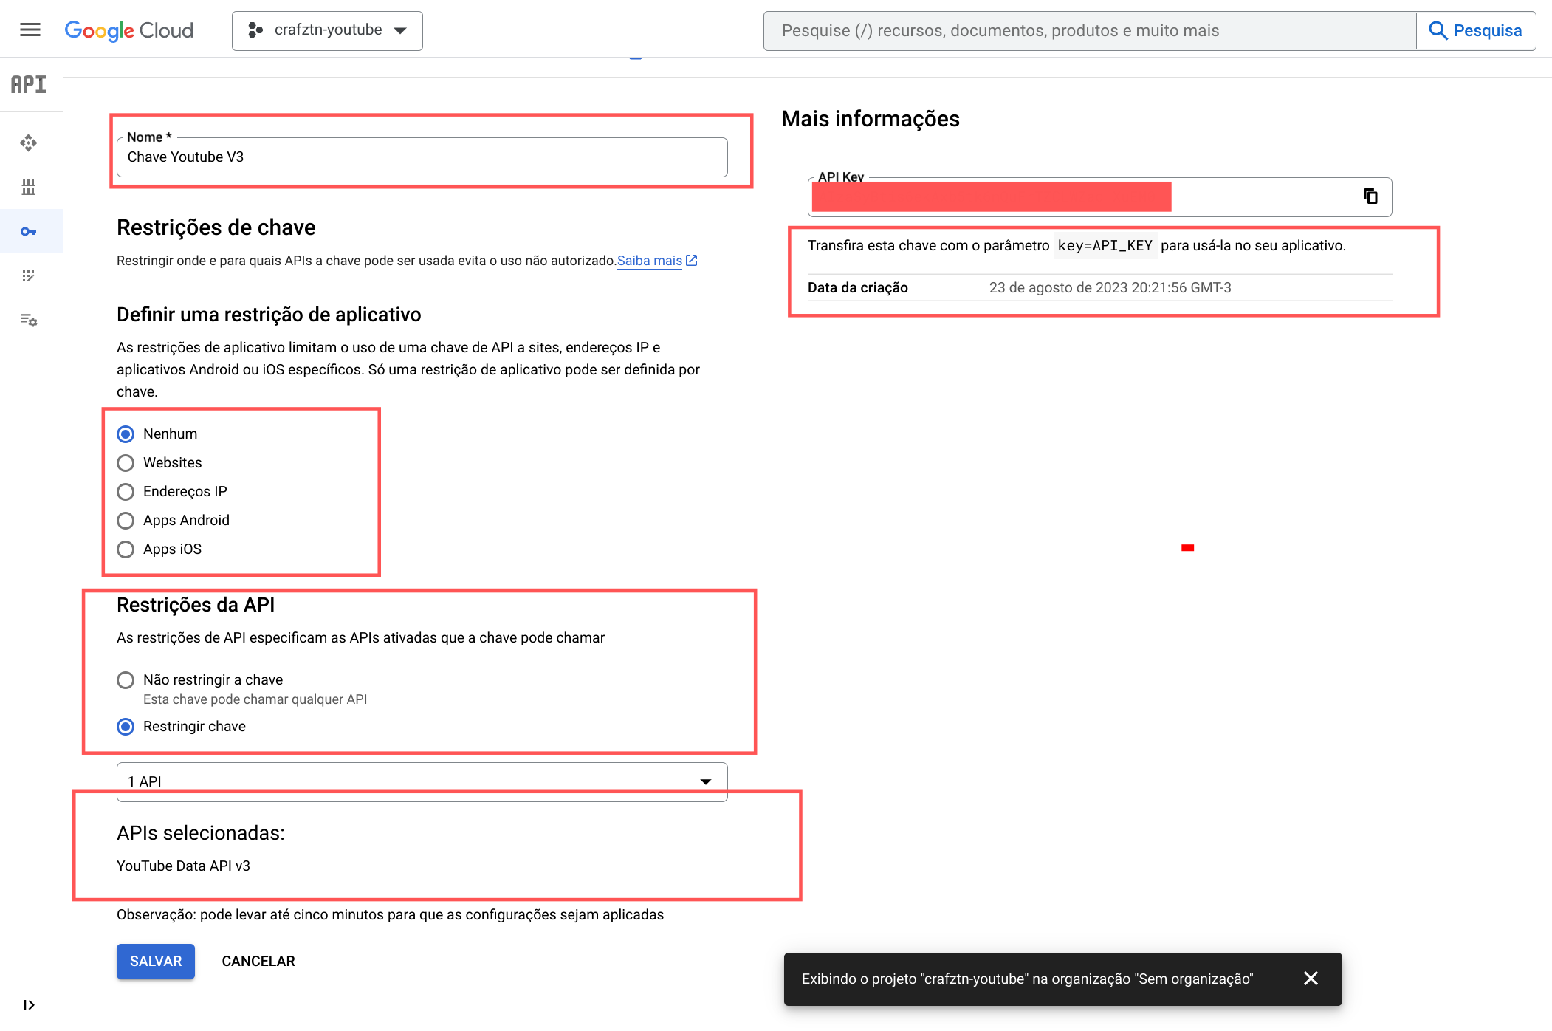 Google Cloud
crafztn-youtube
Pesquise (/) recursos, documentos, produtos e muito mais
Pesquisa
API
Nome *
Chave Youtube V3
Restrições de chave
Restringir onde e para quais APIs a chave pode ser usada evita o uso não autorizado.Saiba mais
Definir uma restrição de aplicativo
As restrições de aplicativo limitam o uso de uma chave de API a sites, endereços IP e
aplicativos Android ou iOS específicos. Só uma restrição de aplicativo pode ser definida por
chave.
Nenhum
Websites
Endereços IP
Apps Android
Apps iOS
Restrições da API
As restrições de API especificam as APIs ativadas que a chave pode chamar
Não restringir a chave
Esta chave pode chamar qualquer API
Restringir chave
1 API
APIs selecionadas:
YouTube Data API v3
Observação: pode levar até cinco minutos para que as configurações sejam aplicadas
SALVAR
CANCELAR
Mais informações
API Key
Transfira esta chave com o parâmetro key=API_KEY para usá-la no seu aplicativo.
Data da criação
23 de agosto de 2023 20:21:56 GMT-3
Exibindo o projeto "crafztn-youtube" na organização "Sem organização"